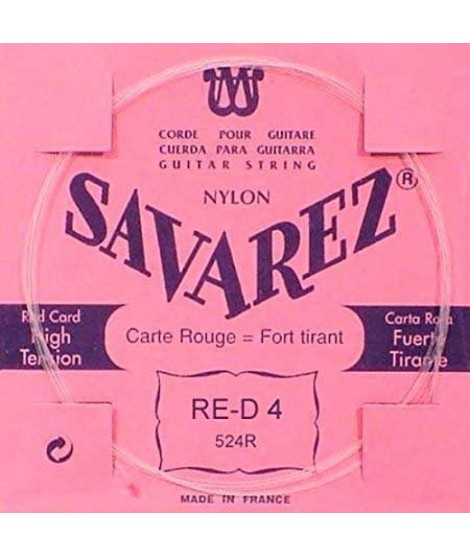 CORDE POUR GUITARE
CUERDA PARA GUITARRA
GUITAR STRING
NYLON
SAVAREZ®
Red Card
High
Tension
Carte Rouge = Fort tirant
Carta Roja
Fuerte
Tirante
RE-D 4
524R
MADE IN FRANCE